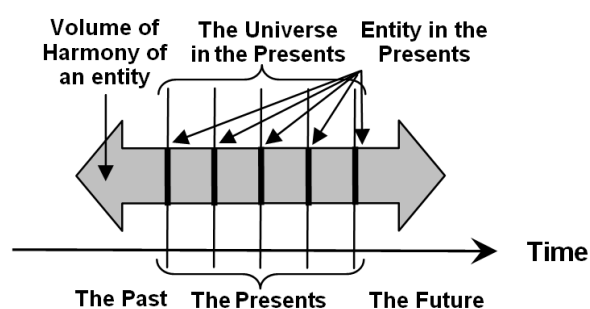 Volume of
Harmony of
an entity
The Universe
in the Presents
Entity in the
Presents
Time
The Past
The Presents
The Future